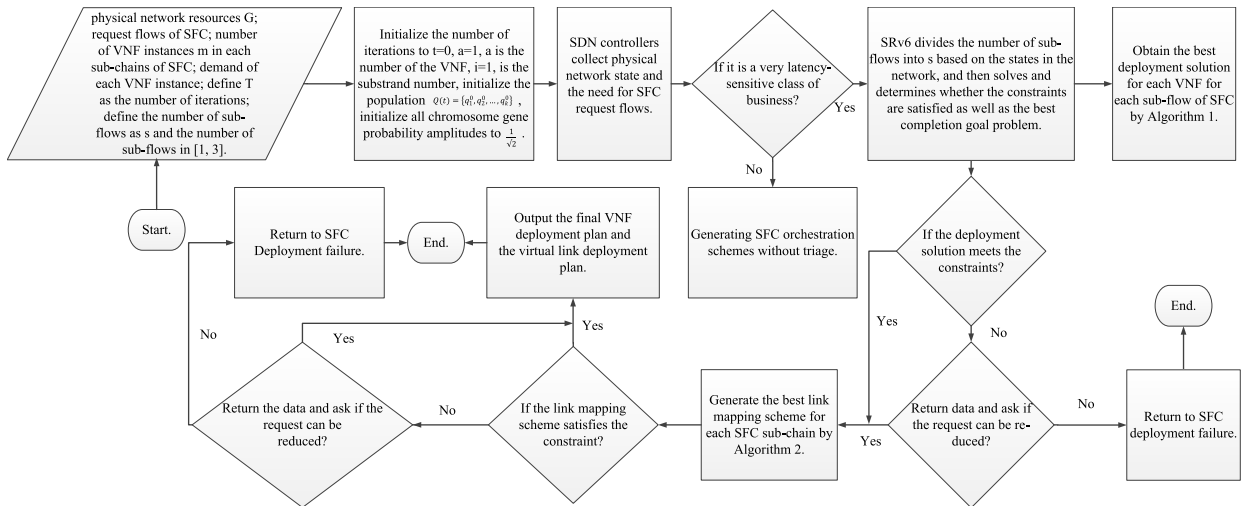 physical network resources G;
request flows of SFC; number
of VNF instances m in each
sub-chains of SFC; demand of
each VNF instance; define T
as the number of iterations;
define the number of sub-
flows as s and the number of
sub-flows in [1, 3].
Initialize the number of
iterations to t=0, a=1, a is the
number of the VNF, i=1, is the
substrand number, initialize the
population Q(t) = {q₁⁰, q₂⁰, ..., qₖ⁰} ,
initialize all chromosome gene
probability amplitudes to 1/√2 .
SDN controllers
collect physical
network state and
the need for SFC
request flows.
If it is a very latency-
sensitive class of
business?
Yes
SRv6 divides the number of sub-
flows into s based on the states in
the network, and then solves and
determines whether the constraints
are satisfied as well as the best
completion goal problem.
Obtain the best
deployment solution
for each VNF for
each sub-flow of SFC
by Algorithm 1.
No
Start.
Return to SFC
Deployment failure.
End.
Output the final VNF
deployment plan and
the virtual link deployment
plan.
Generating SFC orchestration
schemes without triage.
If the deployment
solution meets the
constraints?
End.
No
Yes
Yes
Yes
No
Return the data and ask if the
request can be
reduced?
No
If the link mapping
scheme satisfies the
constraint?
Generate the best link
mapping scheme for
each SFC sub-chain by
Algorithm 2.
Yes
Return data and ask if
the request can be re-
duced?
No
Return to SFC
deployment failure.